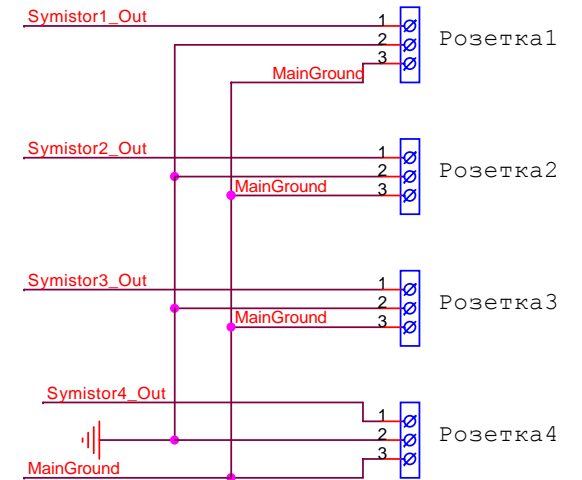 Symistor1_Out
1
2
3
Розетка1
MainGround
Symistor2_Out
1
2
3
Розетка2
MainGround
Symistor3_Out
1
2
3
Розетка3
MainGround
Symistor4_Out
1
2
3
Розетка4
MainGround